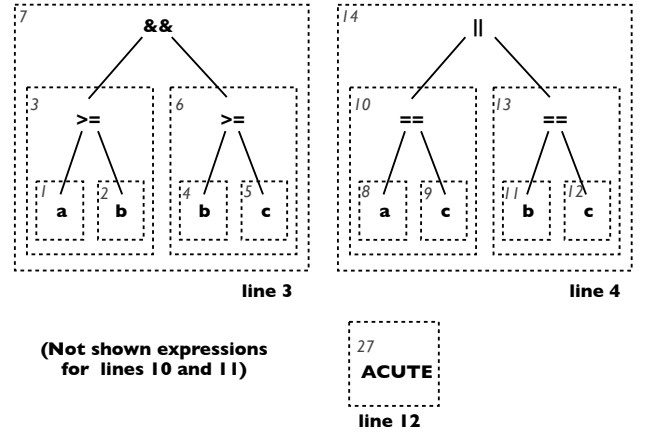 7 14
&& ||
3 6 10 13
>= >= == ==
1 2 4 5 8 9 11 12
a b b c a c b c
line 3 line 4
(Not shown expressions
for lines 10 and 11)
27
ACUTE
line 12